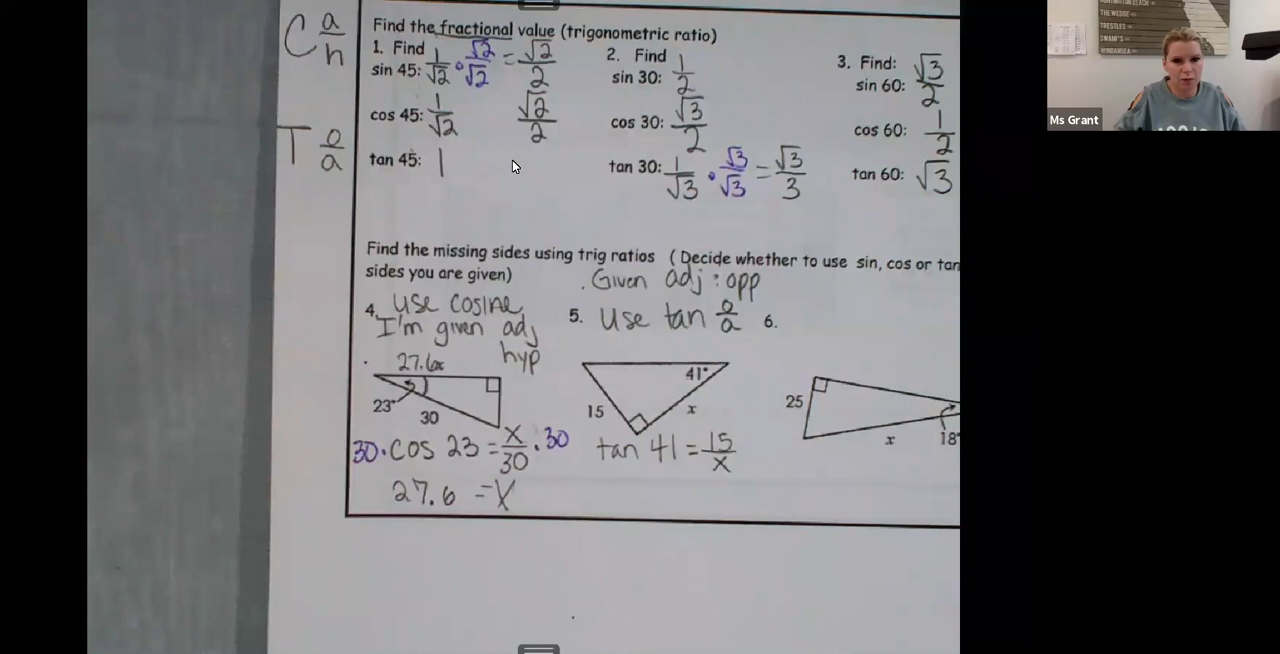 C a/h
T o/a
Find the fractional value (trigonometric ratio)
1. Find
sin 45: 1/√2 • √2/√2 = √2/2
cos 45: 1/√2 √2/2
tan 45: 1
2. Find
sin 30: 1/2
cos 30: √3/2
tan 30: 1/√3 • √3/√3 = √3/3
3. Find:
sin 60: √3/2
cos 60: 1/2
tan 60: √3
Find the missing sides using trig ratios ( Decide whether to use sin, cos or tan
sides you are given)
4. use cosine
I'm given adj
hyp
27.6
23°
30
30• cos 23 = x/30 • 30
27.6 = x
Given adj : opp
5. Use tan o/a
41°
15
x
tan 41 = 15/x
6.
25
x
18°
THE WEDGE
TRESTLES
SWAMI'S
WINDANSEA
Ms Grant